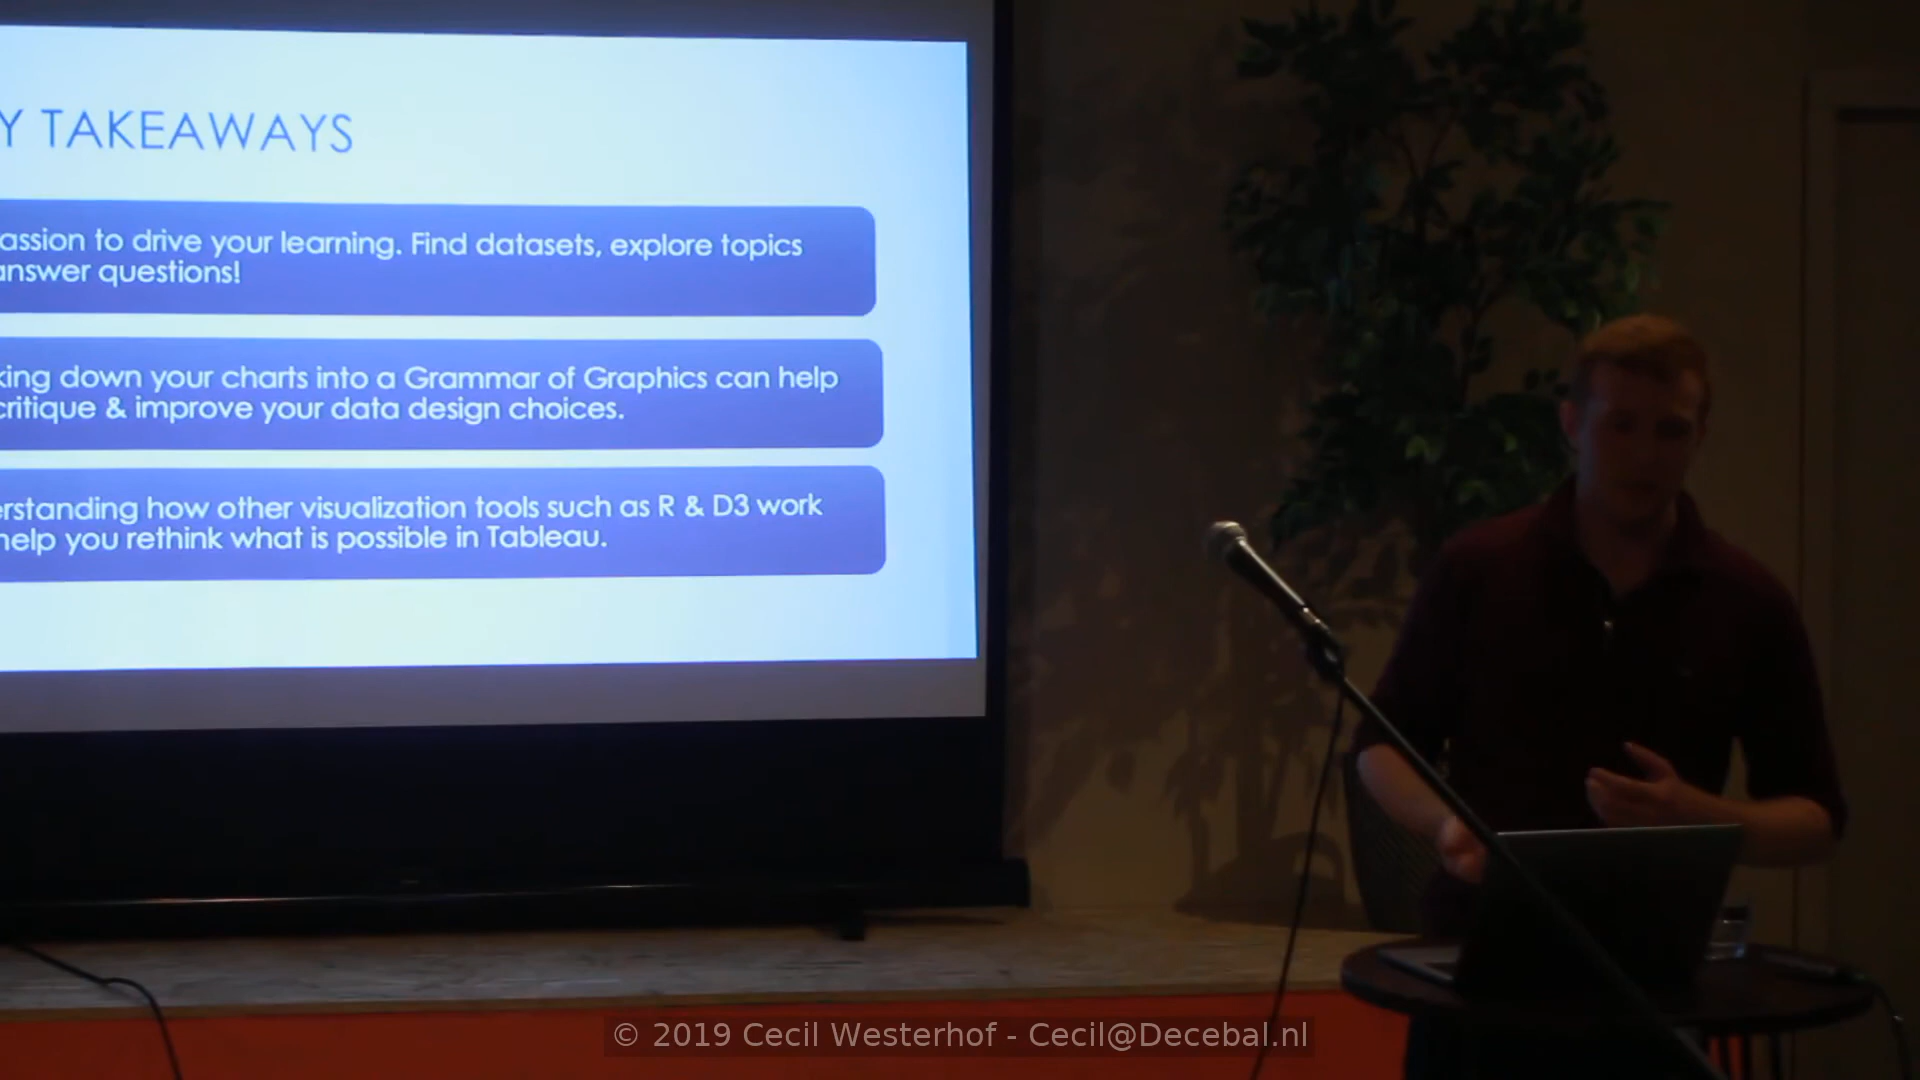 Y TAKEAWAYS
assion to drive your learning. Find datasets, explore topics
answer questions!
king down your charts into a Grammar of Graphics can help
critique & improve your data design choices.
erstanding how other visualization tools such as R & D3 work
help you rethink what is possible in Tableau.
© 2019 Cecil Westerhof - Cecil@Decebal.nl